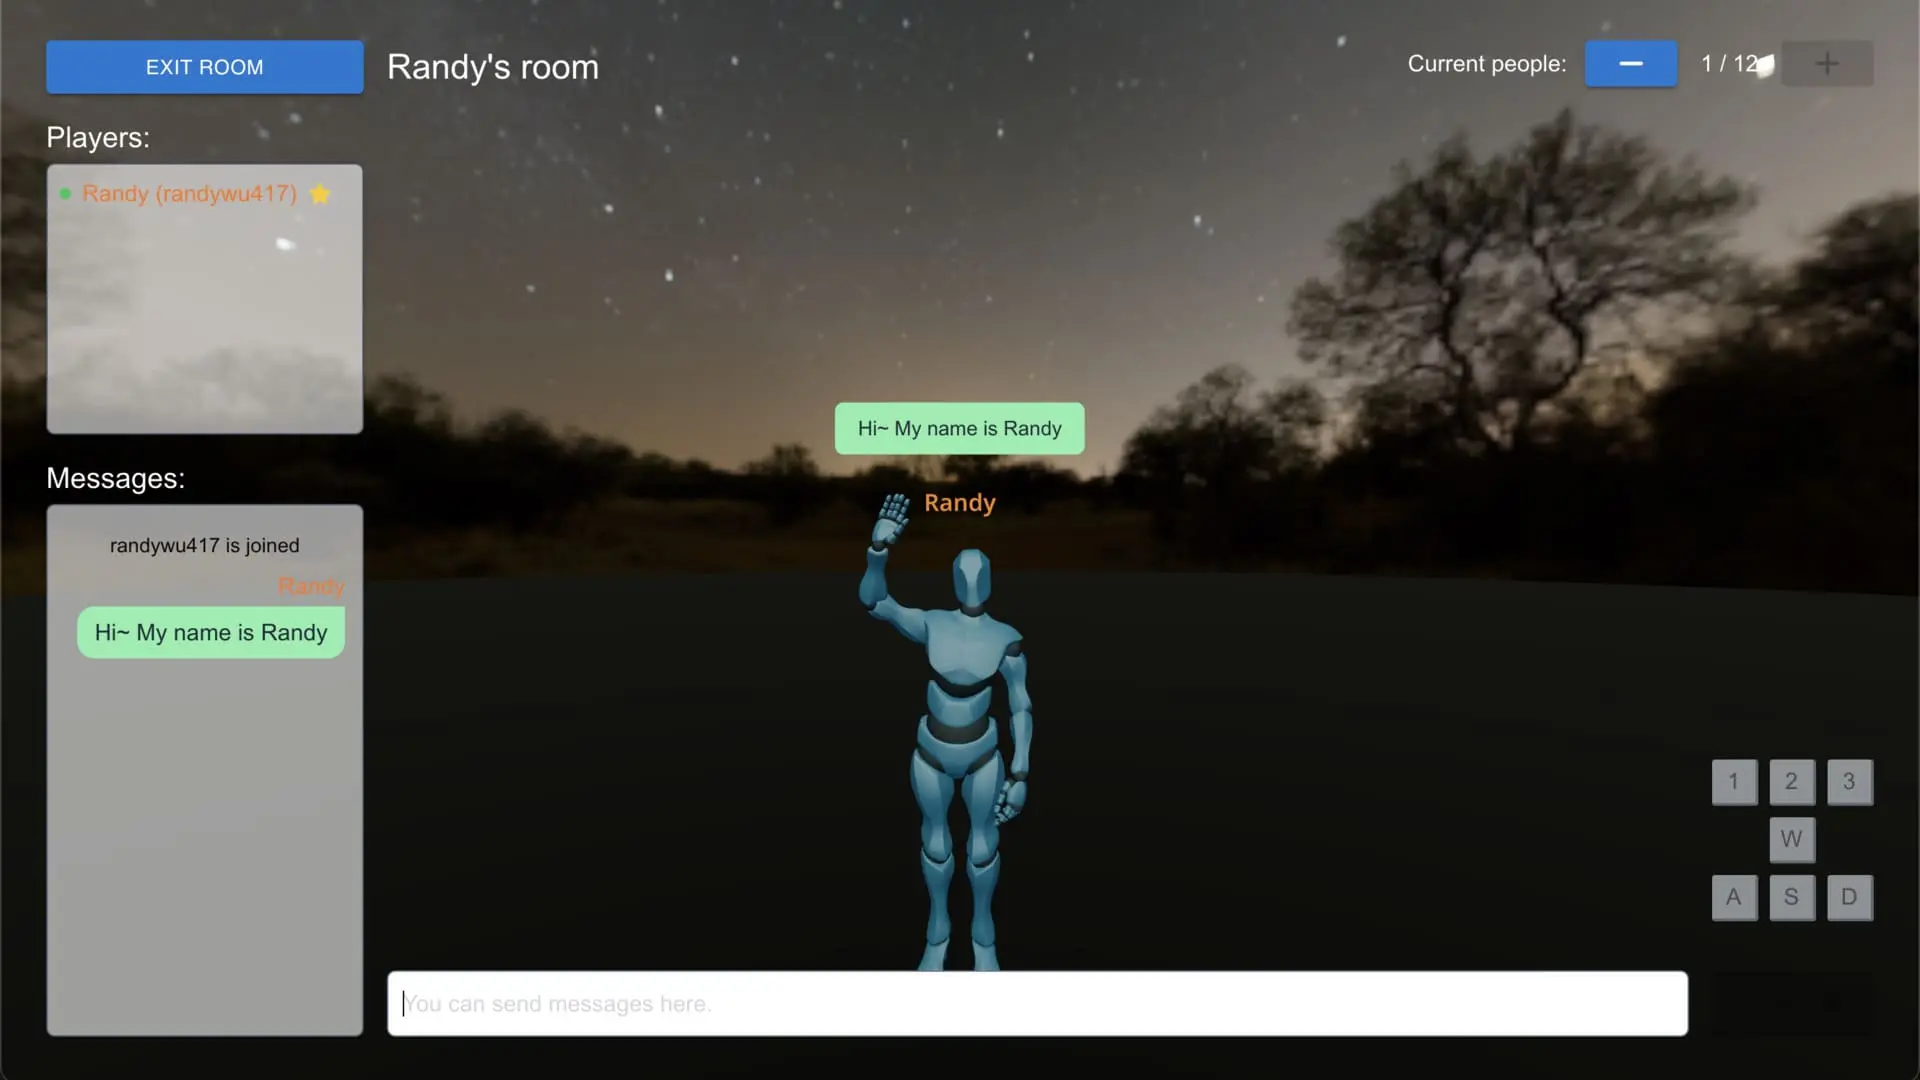 EXIT ROOM
Randy's room
Current people:
1 / 12
Players:
Randy (randywu417)
Messages:
randywu417 is joined
Randy
Hi~ My name is Randy
Hi~ My name is Randy
Randy
1 2 3
W
A S D
You can send messages here.